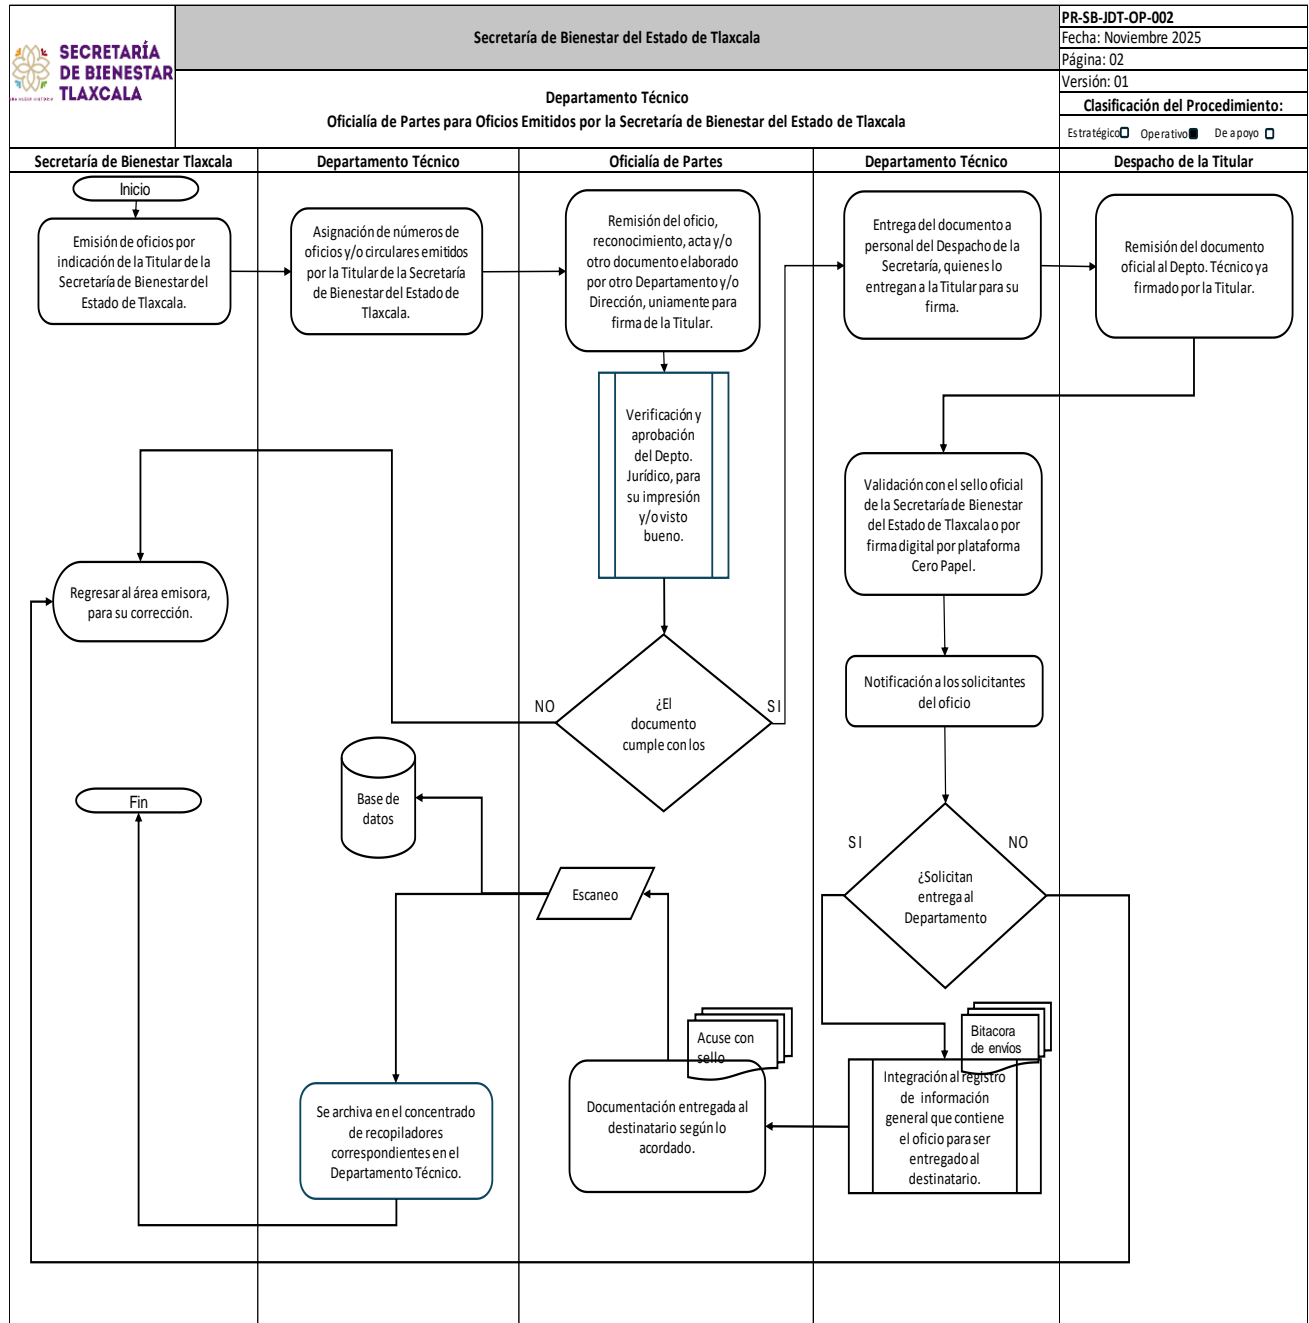 SECRETARÍA
DE BIENESTAR
TLAXCALA
Secretaría de Bienestar del Estado de Tlaxcala
Departamento Técnico
Oficialía de Partes para Oficios Emitidos por la Secretaría de Bienestar del Estado de Tlaxcala
PR-SB-JDT-OP-002
Fecha: Noviembre 2025
Página: 02
Versión: 01
Clasificación del Procedimiento:
Estratégico Operativo De apoyo
Secretaría de Bienestar Tlaxcala
Departamento Técnico
Oficialía de Partes
Departamento Técnico
Despacho de la Titular
Inicio
Emisión de oficios por
indicación de la Titular de la
Secretaría de Bienestar del
Estado de Tlaxcala.
Asignación de números de
oficios y/o circulares emitidos
por la Titular de la Secretaría
de Bienestar del Estado de
Tlaxcala.
Remisión del oficio,
reconocimiento, acta y/o
otro documento elaborado
por otro Departamento y/o
Dirección, uniamente para
firma de la Titular.
Entrega del documento a
personal del Despacho de la
Secretaría, quienes lo
entregan a la Titular para su
firma.
Remisión del documento
oficial al Depto. Técnico ya
firmado por la Titular.
Verificación y
aprobación
del Depto.
Jurídico, para
su impresión
y/o visto
bueno.
Validación con el sello oficial
de la Secretaría de Bienestar
del Estado de Tlaxcala o por
firma digital por plataforma
Cero Papel.
Regresar al área emisora,
para su corrección.
Notificación a los solicitantes
del oficio
NO
¿El
documento
cumple con los
SI
Base de
datos
Fin
SI
NO
¿Solicitan
entrega al
Departamento
Escaneo
Acuse con
sello
Bitacora
de envíos
Documentación entregada al
destinatario según lo
acordado.
Integración al registro
de información
general que contiene
el oficio para ser
entregado al
destinatario.
Se archiva en el concentrado
de recopiladores
correspondientes en el
Departamento Técnico.